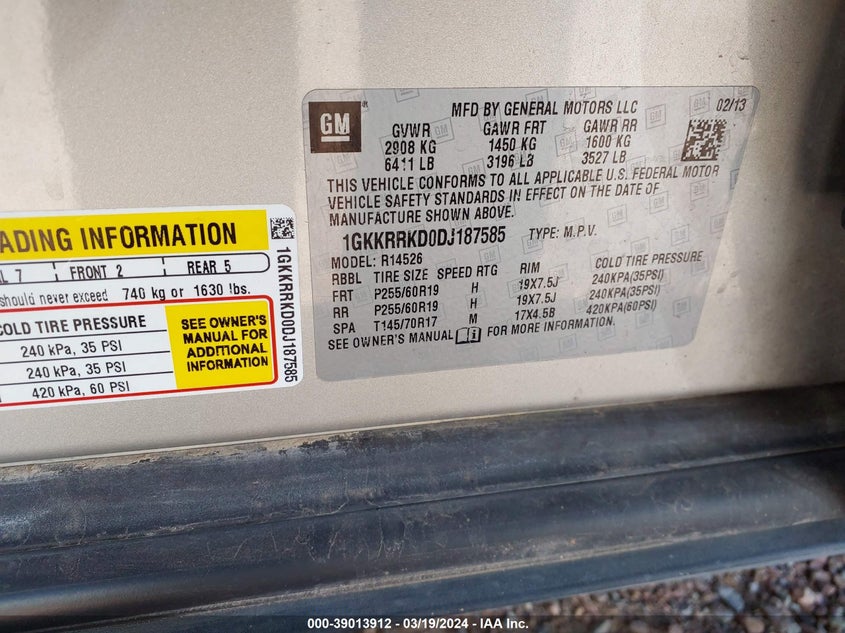 GM
MFD BY GENERAL MOTORS LLC 02/13
GVWR GAWR FRT GAWR RR
2908 KG 1450 KG 1600 KG
6411 LB 3196 LB 3527 LB
THIS VEHICLE CONFORMS TO ALL APPLICABLE U.S. FEDERAL MOTOR
VEHICLE SAFETY STANDARDS IN EFFECT ON THE DATE OF
MANUFACTURE SHOWN ABOVE.
1GKKRRKD0DJ187585 TYPE: M.P.V.
MODEL: R14526
RBBL TIRE SIZE SPEED RTG RIM COLD TIRE PRESSURE
FRT P255/60R19 H 19X7.5J 240KPA(35PSI)
RR P255/60R19 H 19X7.5J 240KPA(35PSI)
SPA T145/70R17 M 17X4.5B 420KPA(60PSI)
SEE OWNER'S MANUAL FOR MORE INFORMATION.
ADING INFORMATION
L 7 FRONT 2 REAR 5
should never exceed 740 kg or 1630 lbs.
COLD TIRE PRESSURE
240 kPa, 35 PSI
240 kPa, 35 PSI
420 kPa, 60 PSI
SEE OWNER'S
MANUAL FOR
ADDITIONAL
INFORMATION
1GKKRRKD0DJ187585
000-39013912 - 03/19/2024 - IAA Inc.